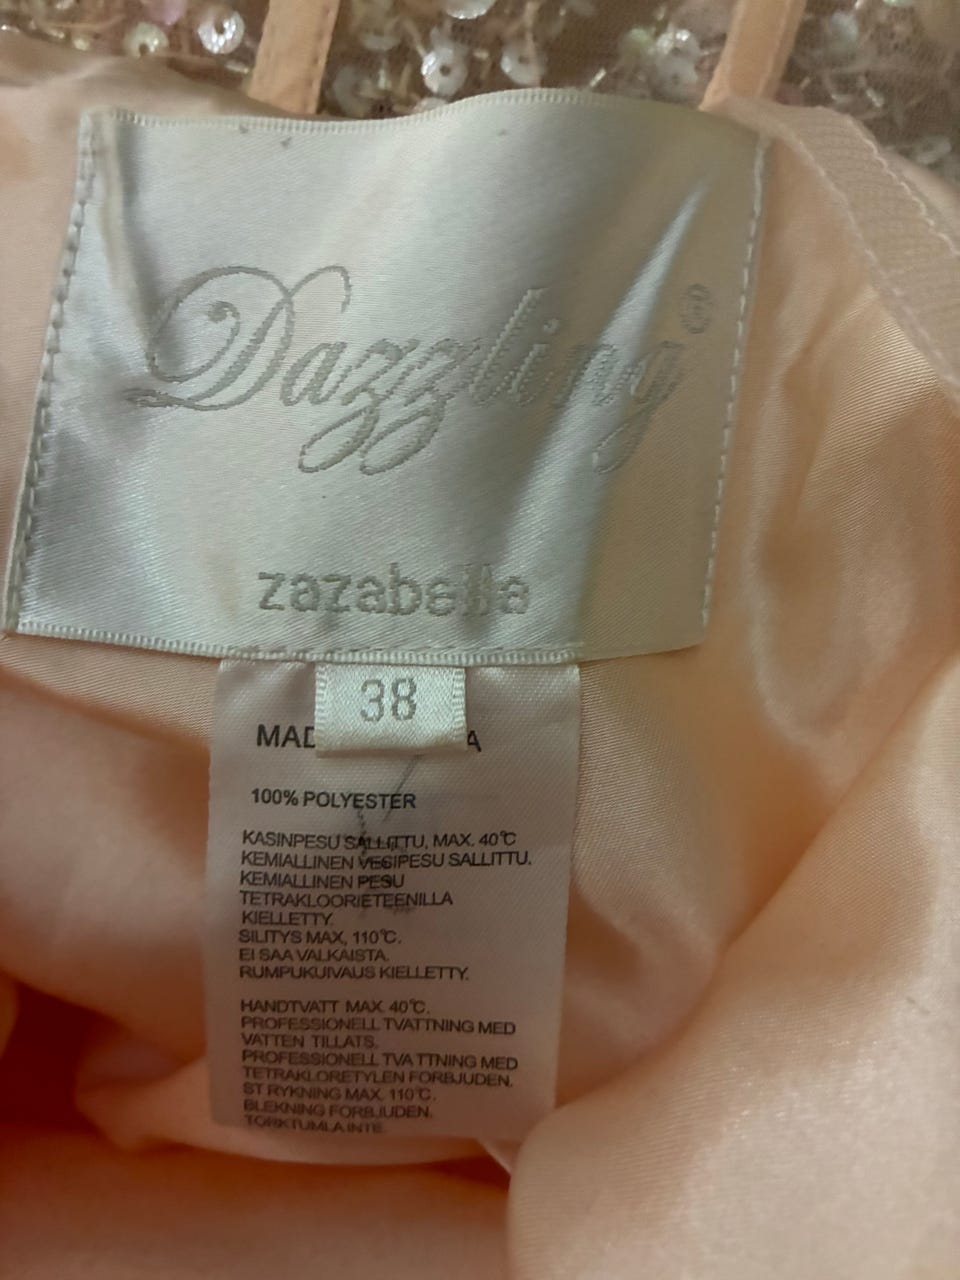 Dazzling®
zazabella
38
MAD A
100% POLYESTER
KASINPESU SALLITTU, MAX. 40°C
KEMIALLINEN VESIPESU SALLITTU.
KEMIALLINEN PESU
TETRAKLOORIETEENILLA
KIELLETTY.
SILITYS MAX, 110°C.
EI SAA VALKAISTA.
RUMPUKUIVAUS KIELLETTY.
HANDTVATT MAX. 40°C.
PROFESSIONELL TVATTNING MED
VATTEN TILLATS.
PROFESSIONELL TVATTNING MED
TETRAKLORETYLEN FORBJUDEN.
ST RYKNING MAX. 110°C.
BLEKNING FORBJUDEN.
TORKTUMLA INTE.